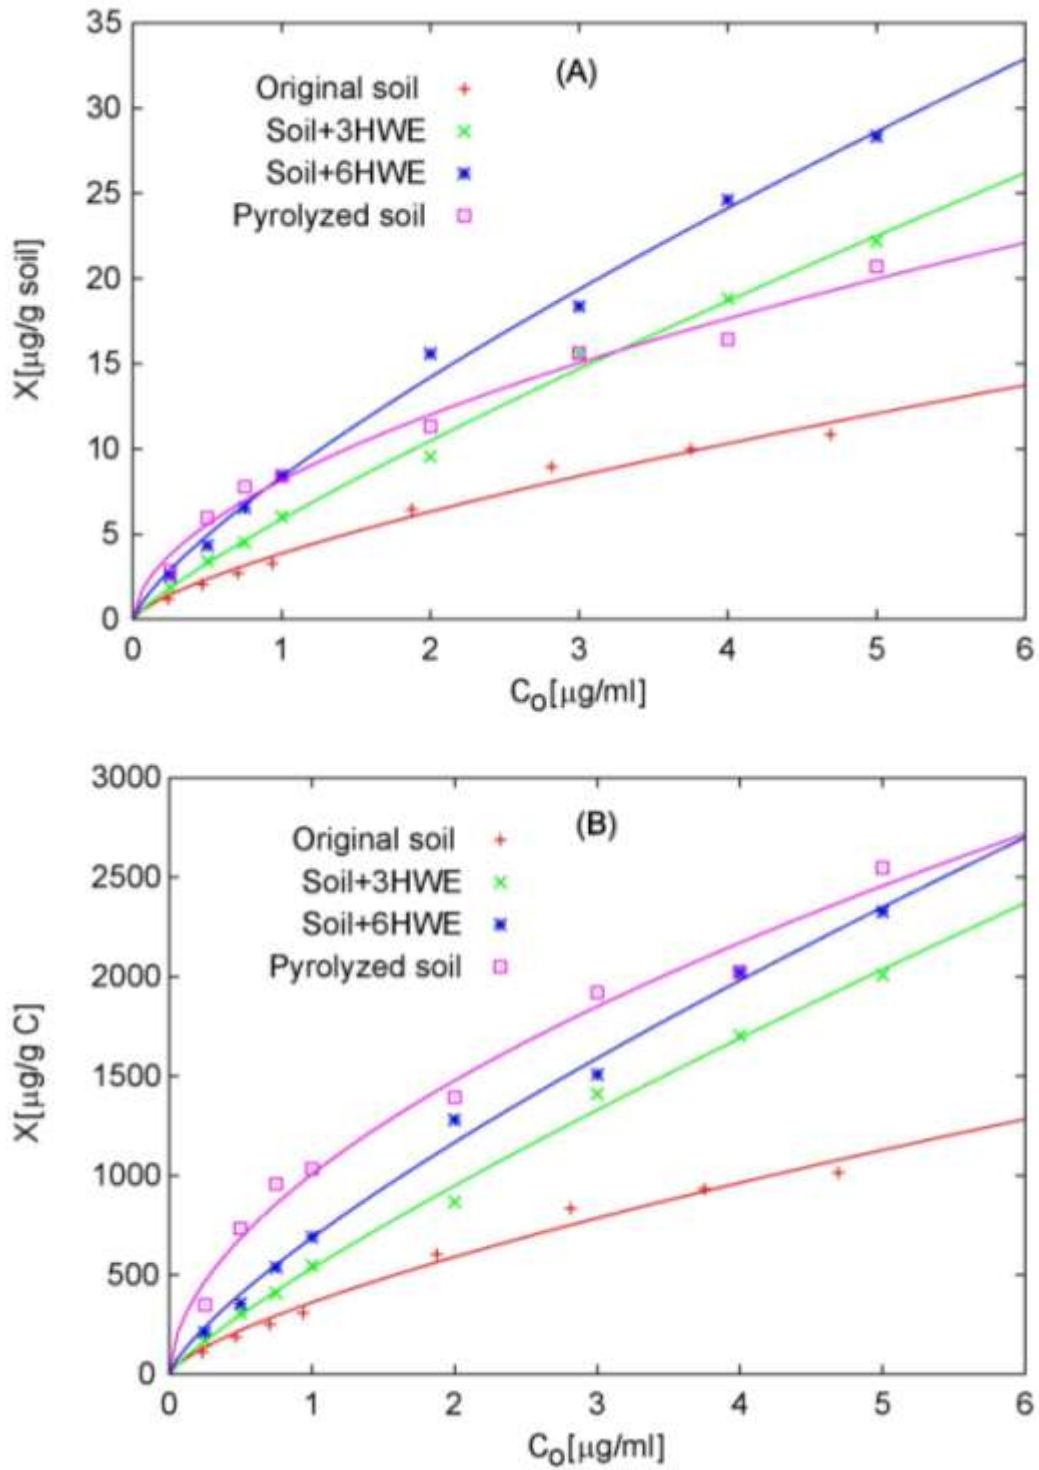 35
30
25
20
15
10
5
0
X[μg/g soil]
(A)
Original soil
Soil+3HWE
Soil+6HWE
Pyrolyzed soil
0 1 2 3 4 5 6
Co[μg/ml]
3000
2500
2000
1500
1000
500
0
X[μg/g C]
(B)
Original soil
Soil+3HWE
Soil+6HWE
Pyrolyzed soil
0 1 2 3 4 5 6
Co[μg/ml]